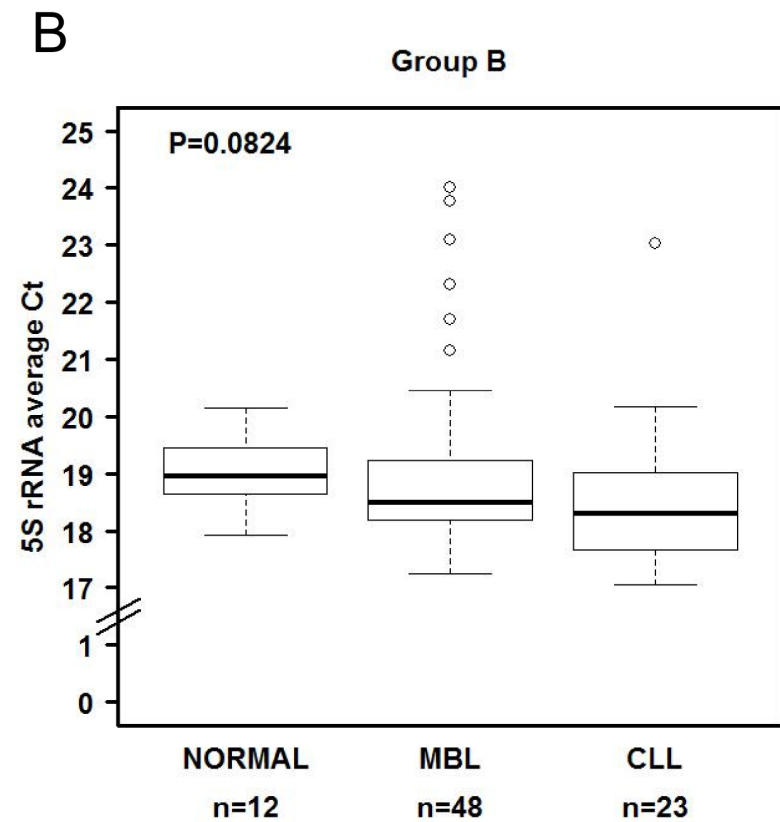 B
Group B
P=0.0824
5S rRNA average Ct
25
24
23
22
21
20
19
18
17
1
0
NORMAL MBL CLL
n=12 n=48 n=23